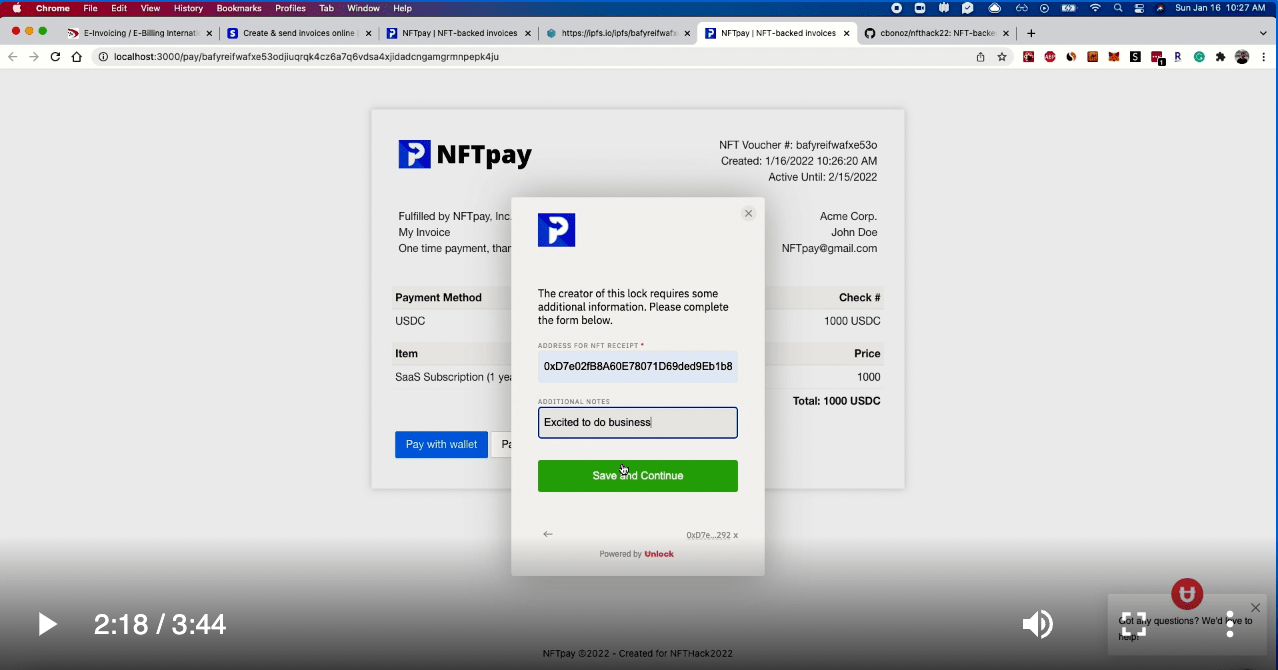 Chrome File Edit View History Bookmarks Profiles Tab Window Help Sun Jan 16 10:27 AM
E-Invoicing / E-Billing Internati Create & send invoices online NFTpay | NFT-backed invoices https://ipfs.io/ipfs/bafyreifwafx NFTpay | NFT-backed invoices cbonoz/nfthack22: NFT-backe
localhost:3000/pay/bafyreifwafxe53odjiuqrqk4cz6a7q6vdsa4xjidadcngamgrmnpepk4ju
NFTpay
NFT Voucher #: bafyreifwafxe53o
Created: 1/16/2022 10:26:20 AM
Active Until: 2/15/2022
Fulfilled by NFTpay, Inc.
My Invoice
One time payment, than
Acme Corp.
John Doe
NFTpay@gmail.com
Payment Method Check #
USDC 1000 USDC
Item Price
SaaS Subscription (1 yea 1000
Total: 1000 USDC
Pay with wallet Pa
The creator of this lock requires some
additional information. Please complete
the form below.
ADDRESS FOR NFT RECEIPT *
0xD7e02fB8A60E78071D69ded9Eb1b8
ADDITIONAL NOTES
Excited to do business
Save and Continue
0xD7e...292 x
Powered by Unlock
2:18 / 3:44
Got any questions? We'd love to
help!
NFTpay ©2022 - Created for NFTHack2022